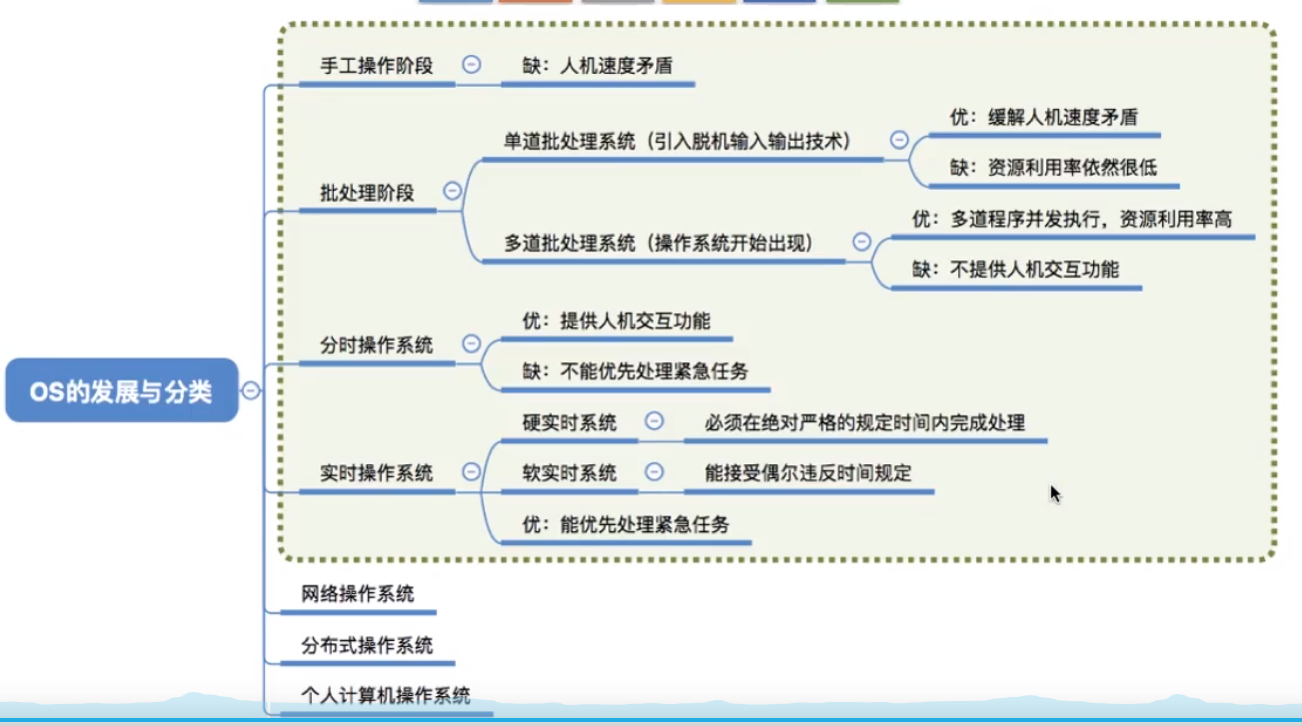 手工操作阶段
缺：人机速度矛盾
批处理阶段
单道批处理系统（引入脱机输入输出技术）
优：缓解人机速度矛盾
缺：资源利用率依然很低
多道批处理系统（操作系统开始出现）
优：多道程序并发执行，资源利用率高
缺：不提供人机交互功能
分时操作系统
优：提供人机交互功能
缺：不能优先处理紧急任务
OS的发展与分类
实时操作系统
硬实时系统
必须在绝对严格的规定时间内完成处理
软实时系统
能接受偶尔违反时间规定
优：能优先处理紧急任务
网络操作系统
分布式操作系统
个人计算机操作系统